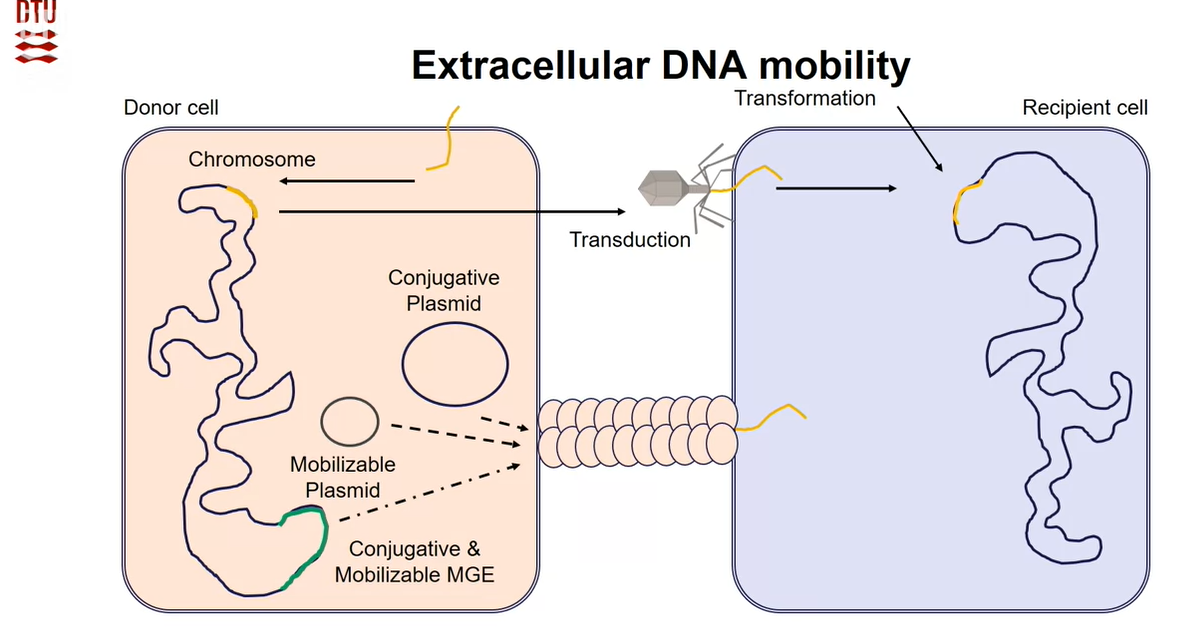 DTU
Extracellular DNA mobility
Donor cell
Transformation
Recipient cell
Chromosome
Transduction
Conjugative
Plasmid
Mobilizable
Plasmid
Conjugative &
Mobilizable MGE